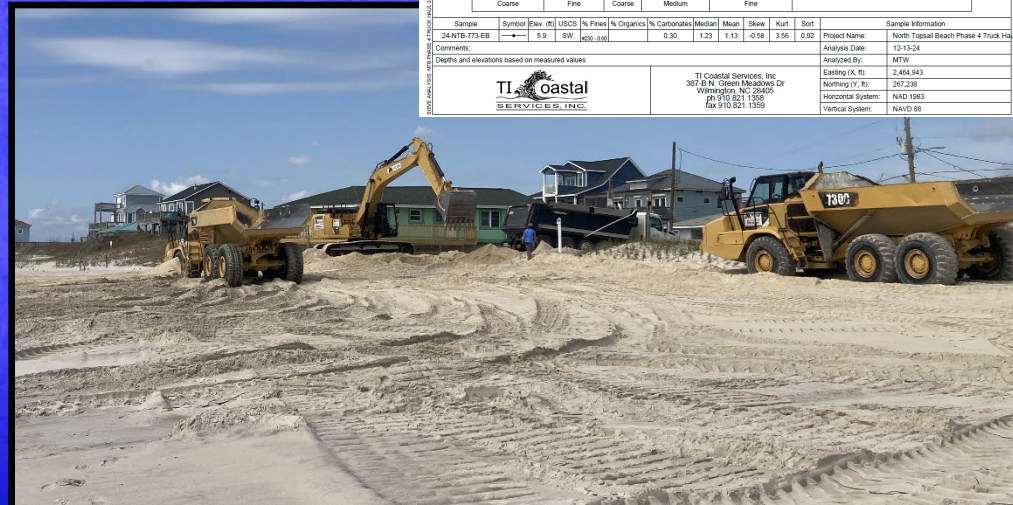 Coarse Fine Coarse Medium Fine
Sample Symbol Elev. (ft) USCS % Fines % Organics % Carbonates Median Mean Skew Kurt Sort Sample Information
24-NTB-773-EB 5.9 SW #230 - 0.60 0.30 1.23 1.13 -0.58 3.56 0.92 Project Name: North Topsail Beach Phase 4 Truck Hau
Comments: Analysis Date: 12-13-24
Depths and elevations based on measured values Analyzed By: MTW
TI Coastal
SERVICES, INC.
TI Coastal Services, Inc
387-B N. Green Meadows Dr
Wilmington, NC 28405
ph 910.821.1358
fax 910.821.1359
Easting (X, ft): 2,464,943
Northing (Y, ft): 267,238
Horizontal System: NAD 1983
Vertical System: NAVD 88
730C